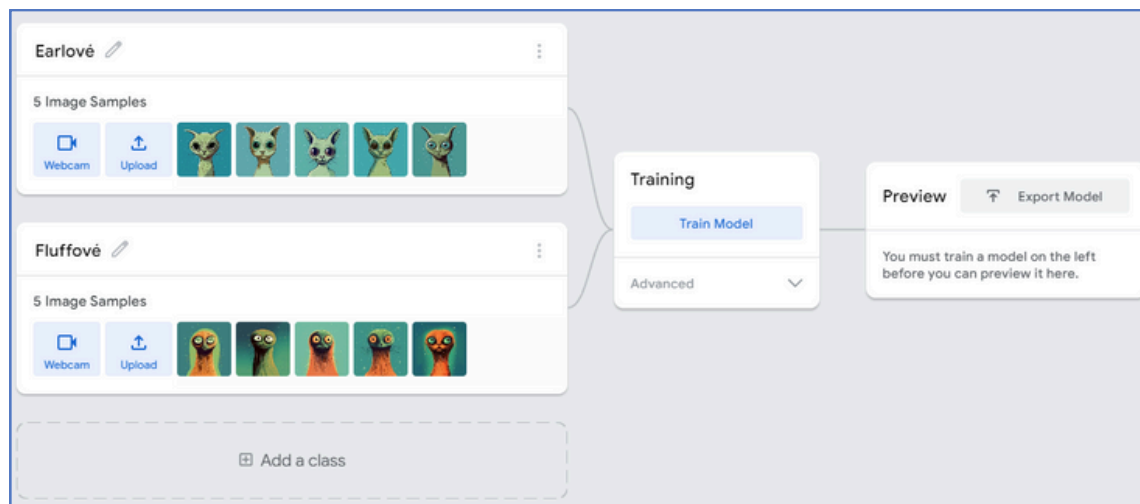 Earlové
5 Image Samples
Webcam
Upload
Fluffové
5 Image Samples
Webcam
Upload
Add a class
Training
Train Model
Advanced
Preview
Export Model
You must train a model on the left
before you can preview it here.